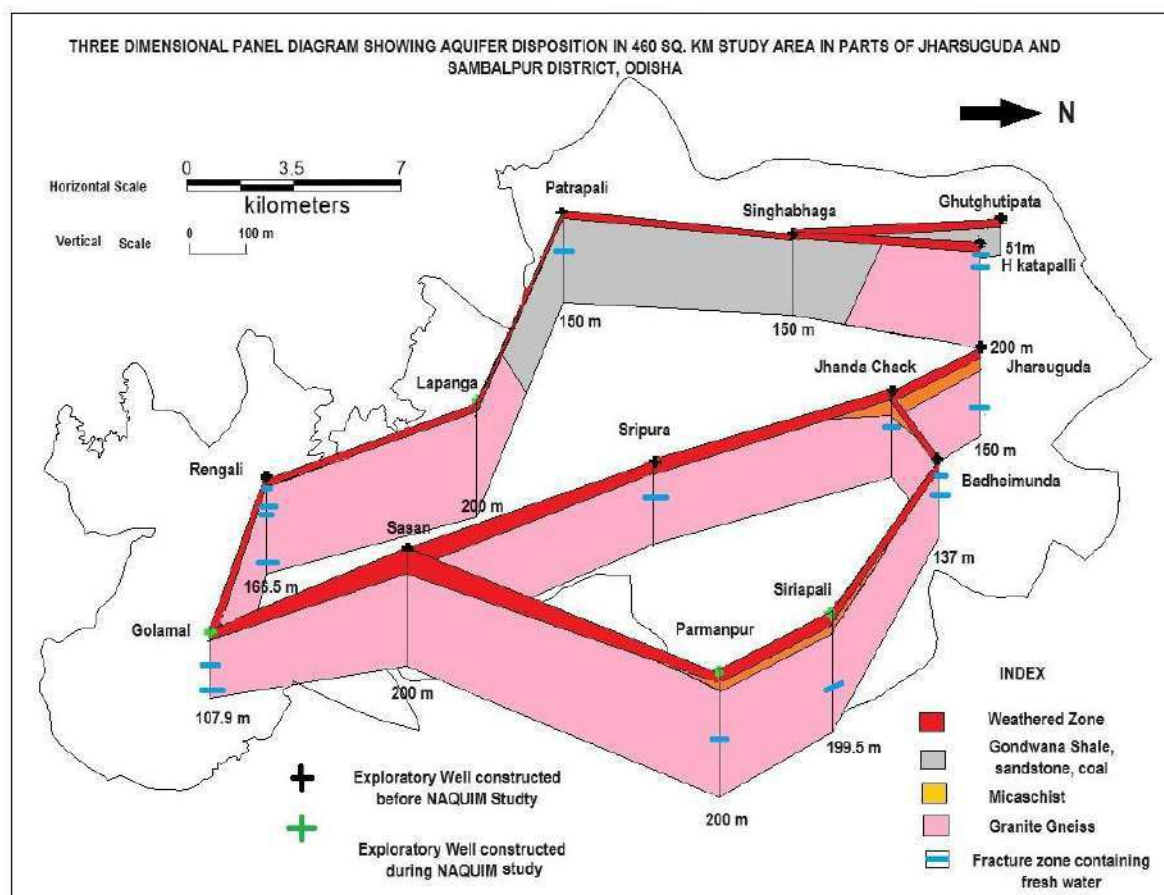 THREE DIMENSIONAL PANEL DIAGRAM SHOWING AQUIFER DISPOSITION IN 460 SQ. KM STUDY AREA IN PARTS OF JHARSUGUDA AND
SAMBALPUR DISTRICT, ODISHA
N
0 3.5 7
Horizontal Scale
kilometers
Vertical Scale
0 100 m
Patrapali
Singhabhaga
Ghutghutipata
51m
H katapalli
150 m
150 m
200 m
Jhanda Chack
Jharsuguda
Lapanga
Sripura
150 m
Rengali
Badheimunda
200 m
Sasan
137 m
166.5 m
Siriapali
Golamal
Parmanpur
200 m
107.9 m
199.5 m
200 m
INDEX
Weathered Zone
Gondwana Shale,
sandstone, coal
Micaschist
Granite Gneiss
Fracture zone containing
fresh water
Exploratory Well constructed
before NAQUIM Studty
Exploratory Well constructed
during NAQUIM study